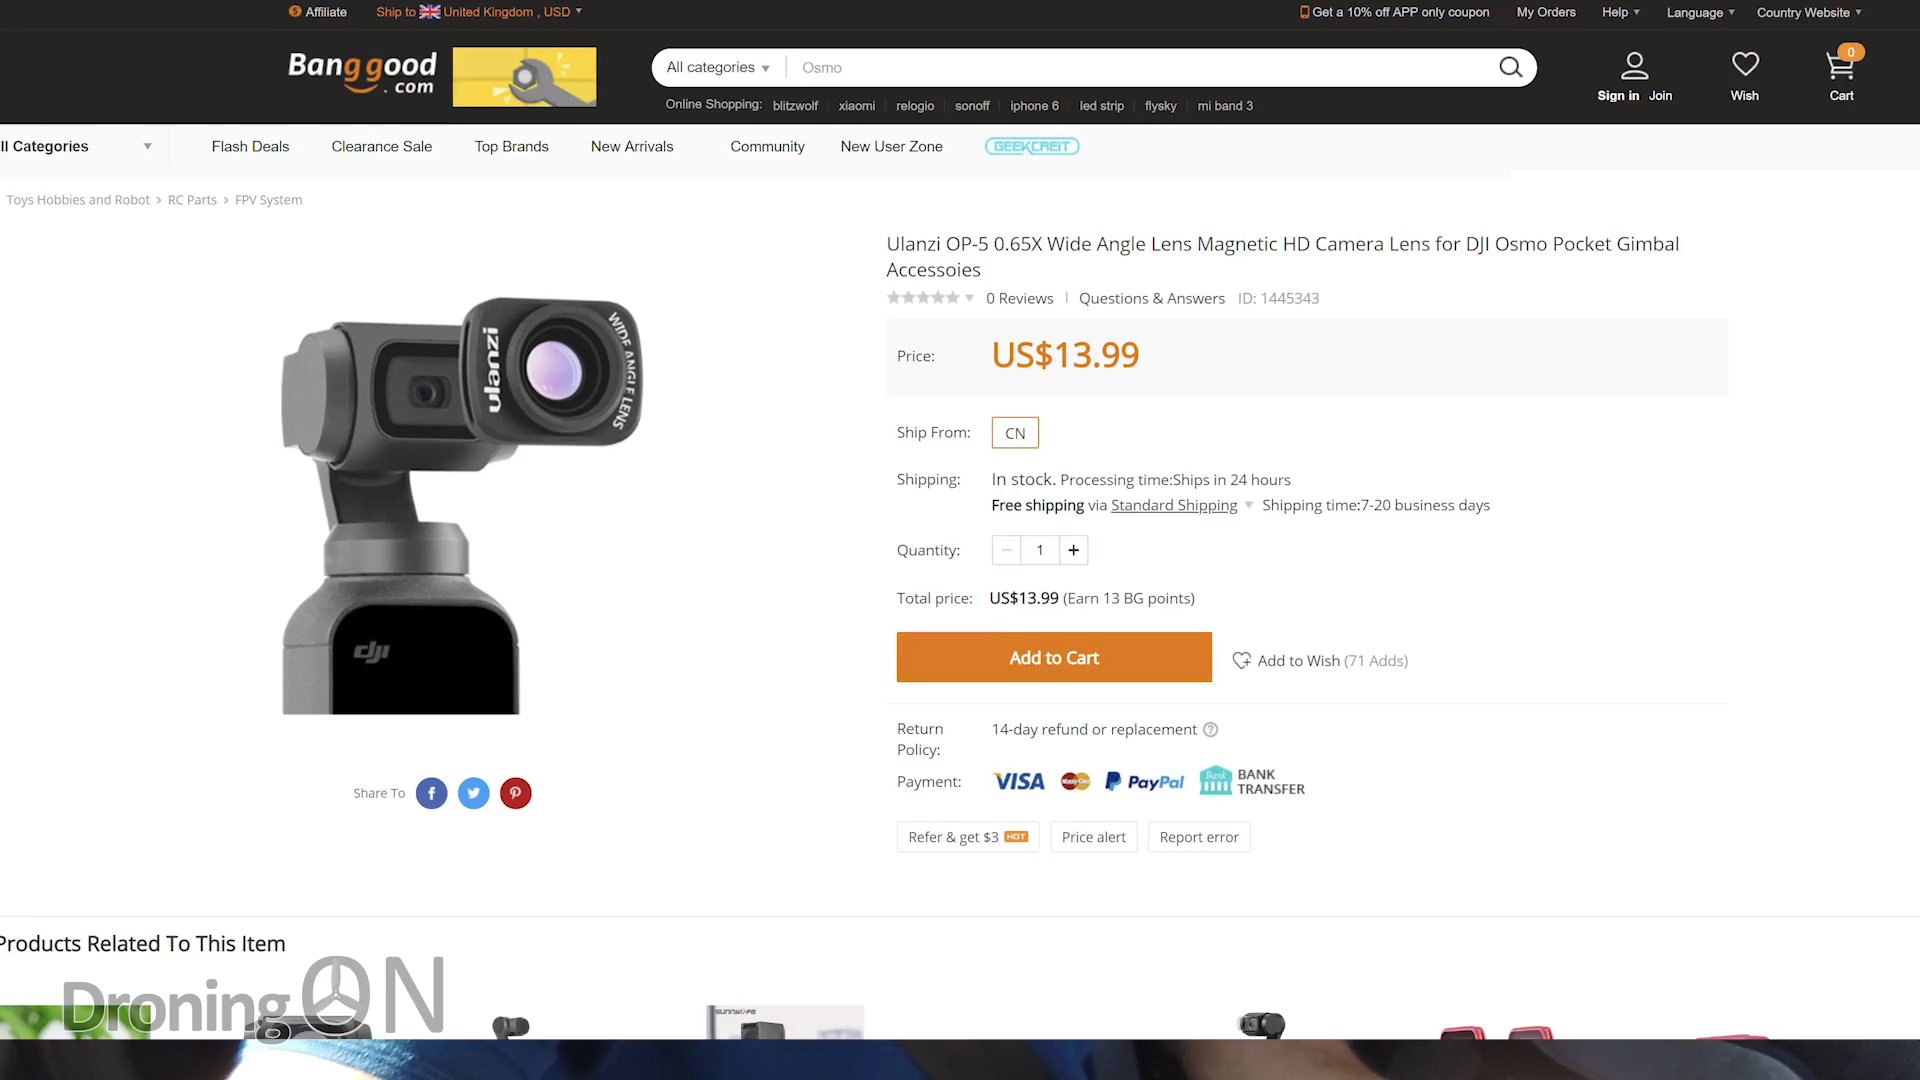 Affiliate
Ship to United Kingdom , USD
Get a 10% off APP only coupon
My Orders
Help
Language
Country Website
Banggood
.com
All categories
Osmo
Sign in Join
Wish
0
Cart
Online Shopping: blitzwolf xiaomi relogio sonoff iphone 6 led strip flysky mi band 3
ll Categories
Flash Deals
Clearance Sale
Top Brands
New Arrivals
Community
New User Zone
GEEKCREIT
Toys Hobbies and Robot > RC Parts > FPV System
Ulanzi OP-5 0.65X Wide Angle Lens Magnetic HD Camera Lens for DJI Osmo Pocket Gimbal
Accessoies
0 Reviews
Questions & Answers
ID: 1445343
Price: US$13.99
Ship From: CN
Shipping: In stock. Processing time:Ships in 24 hours
Free shipping via Standard Shipping Shipping time:7-20 business days
Quantity: − 1 +
Total price: US$13.99 (Earn 13 BG points)
Add to Cart
Add to Wish (71 Adds)
Return
Policy:
14-day refund or replacement ?
Payment: VISA MasterCard PayPal Bank BANK
TRANSFER
Refer & get $3 HOT
Price alert
Report error
ulanzi
WIDE ANGLE LENS
dji
Share To
Products Related To This Item
DroningON